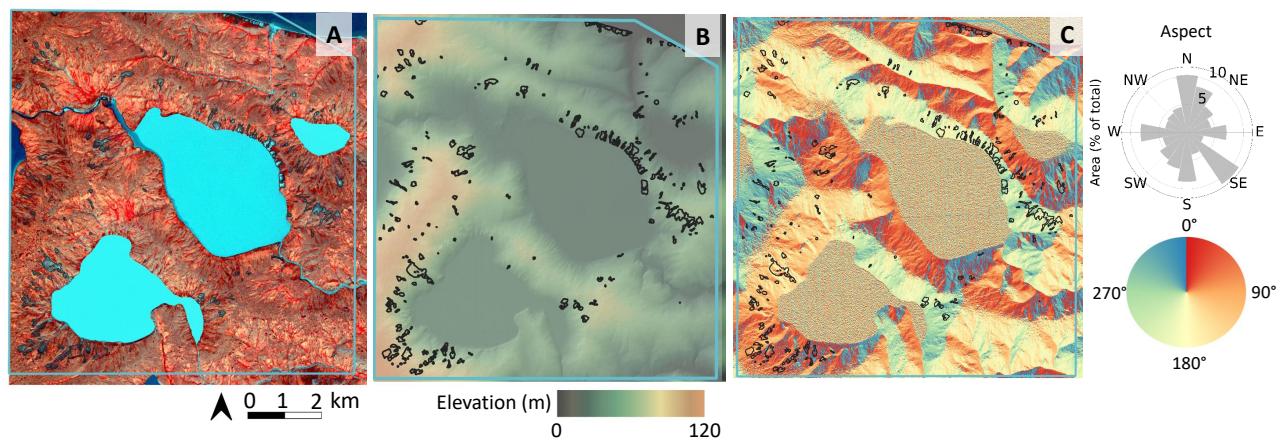 A
B
C
Aspect
N
NW
10
NE
5
W
E
SW
SE
S
Area (% of total)
0°
270°
90°
180°
0 1 2 km
Elevation (m)
0
120